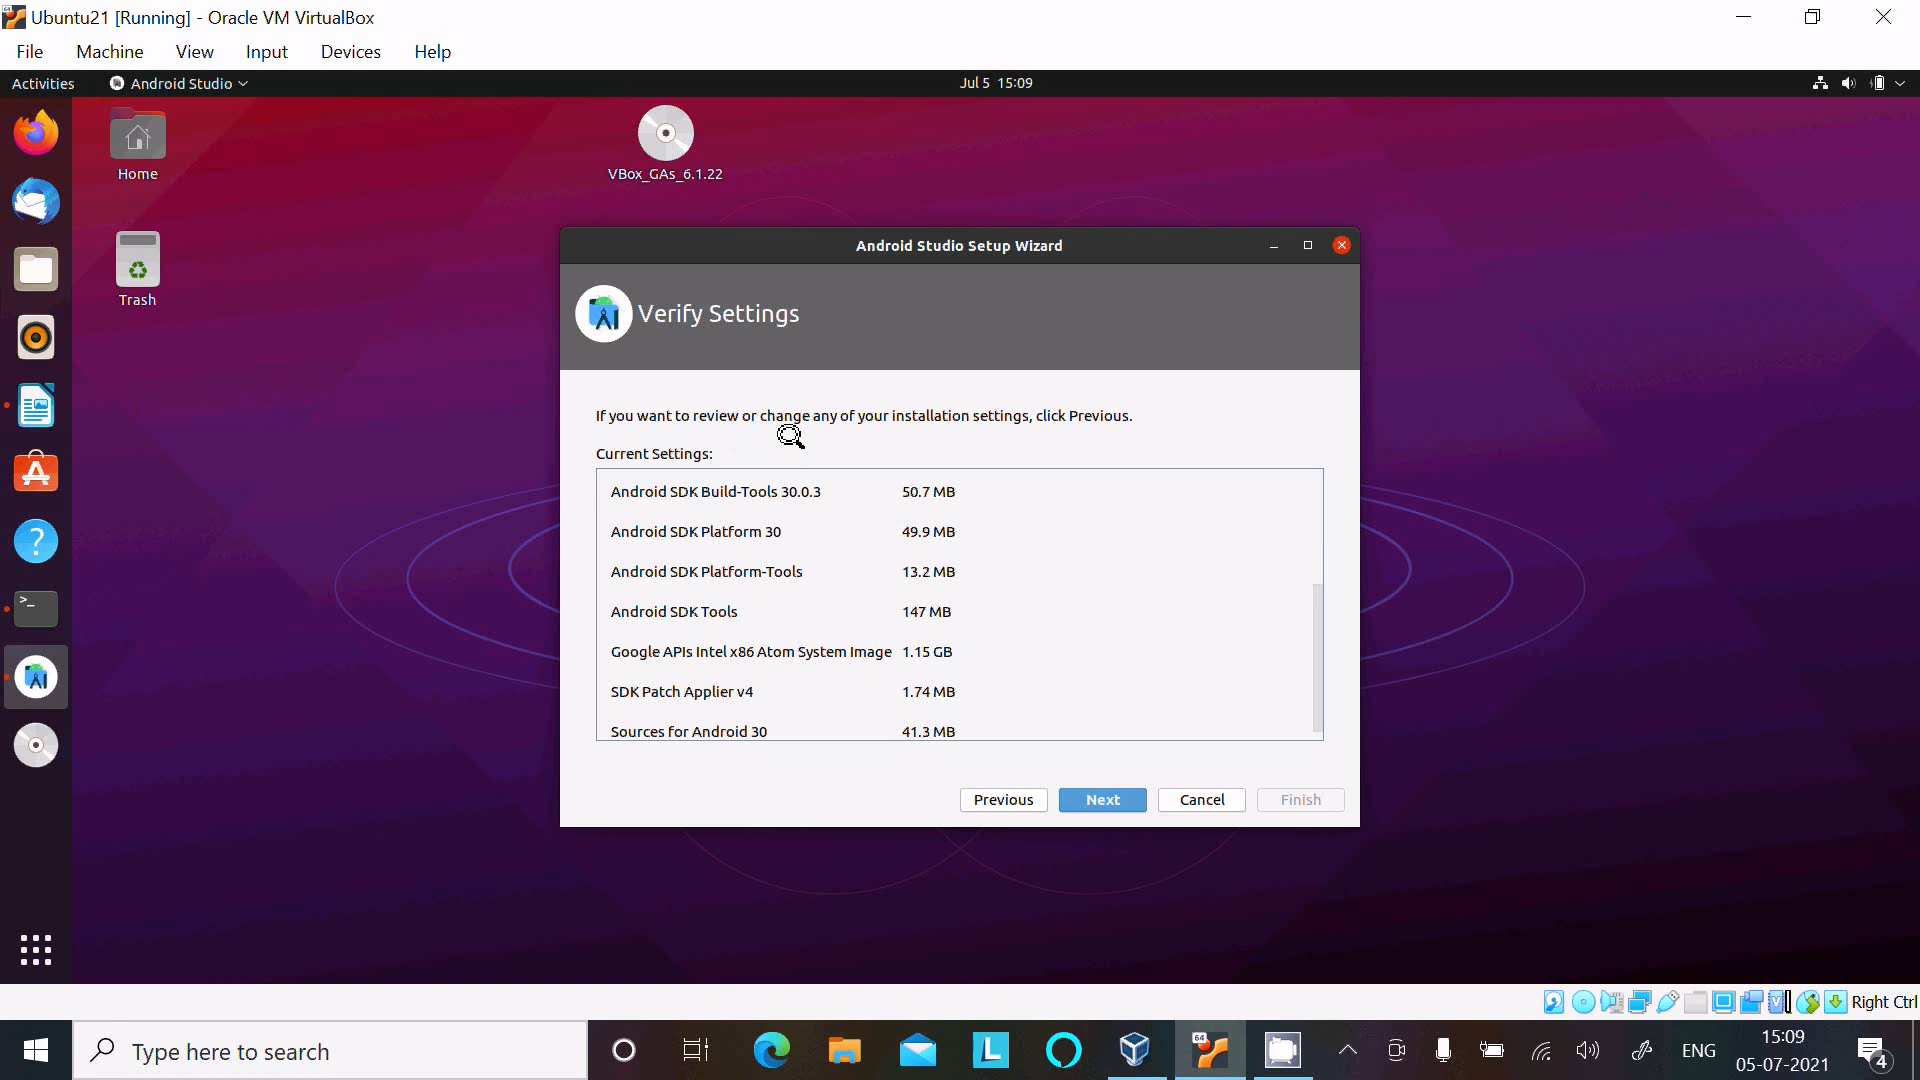 Ubuntu21 [Running] - Oracle VM VirtualBox
File Machine View Input Devices Help
Activities Android Studio Jul 5 15:09
Home
VBox_GAs_6.1.22
Trash
Android Studio Setup Wizard
Verify Settings
If you want to review or change any of your installation settings, click Previous.
Current Settings:
Android SDK Build-Tools 30.0.3 50.7 MB
Android SDK Platform 30 49.9 MB
Android SDK Platform-Tools 13.2 MB
Android SDK Tools 147 MB
Google APIs Intel x86 Atom System Image 1.15 GB
SDK Patch Applier v4 1.74 MB
Sources for Android 30 41.3 MB
Previous Next Cancel Finish
Right Ctrl
Type here to search
L
64
ENG
15:09
05-07-2021
4